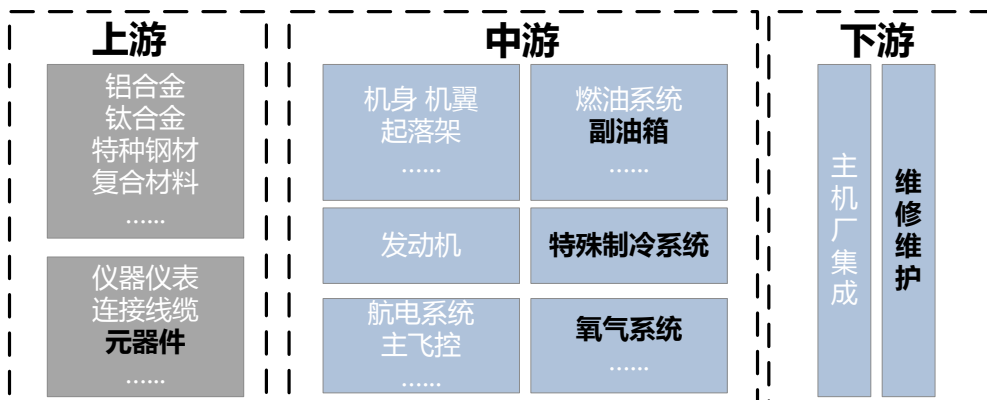 上游
铝合金
钛合金
特种钢材
复合材料
……
仪器仪表
连接线缆
元器件
……
中游
机身 机翼
起落架
……
燃油系统
副油箱
……
发动机
特殊制冷系统
航电系统
主飞控
……
氧气系统
……
下游
主机厂集成
维修维护